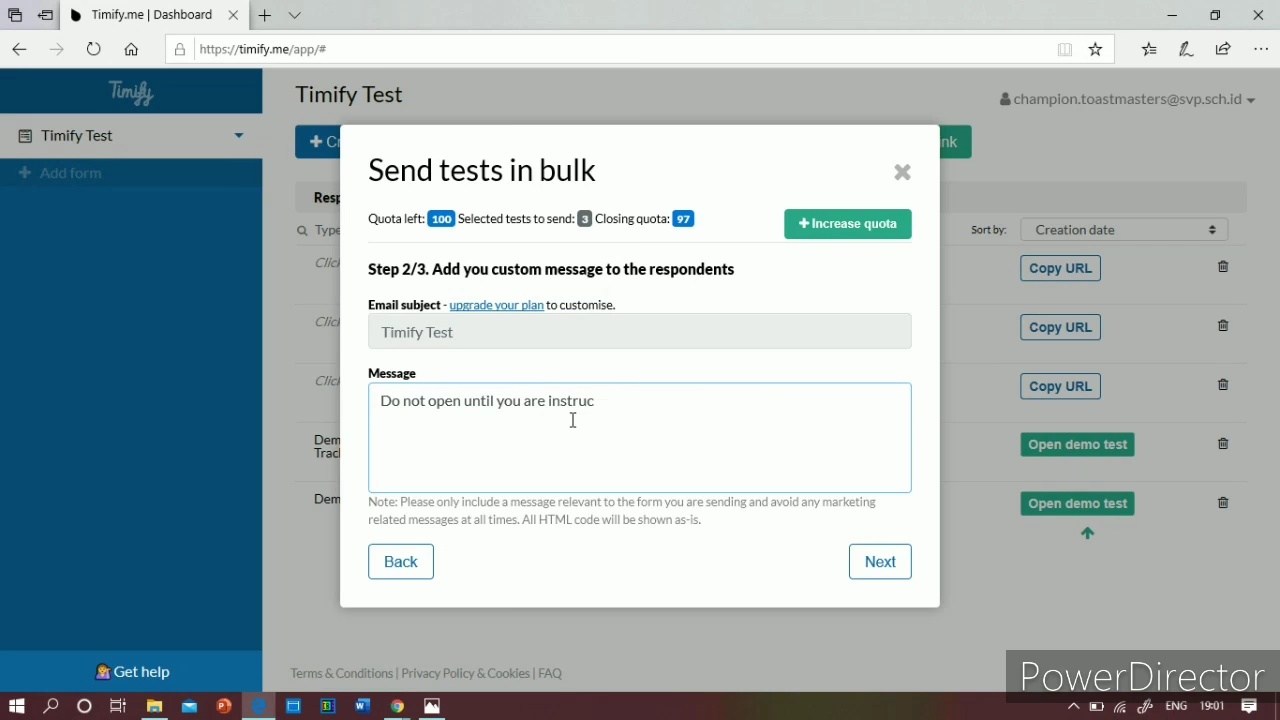 Timify.me | Dashboard
https://timify.me/app/#
Timify
Timify Test
Add form
Get help
Timify Test
champion.toastmasters@svp.sch.id
Send tests in bulk
Quota left: 100 Selected tests to send: 3 Closing quota: 97
Increase quota
Step 2/3. Add you custom message to the respondents
Email subject - upgrade your plan to customise.
Timify Test
Message
Do not open until you are instruc
Note: Please only include a message relevant to the form you are sending and avoid any marketing
related messages at all times. All HTML code will be shown as-is.
Back
Next
Sort by:
Creation date
Copy URL
Copy URL
Copy URL
Open demo test
Open demo test
Terms & Conditions | Privacy Policy & Cookies | FAQ
PowerDirector
ENG
19:01